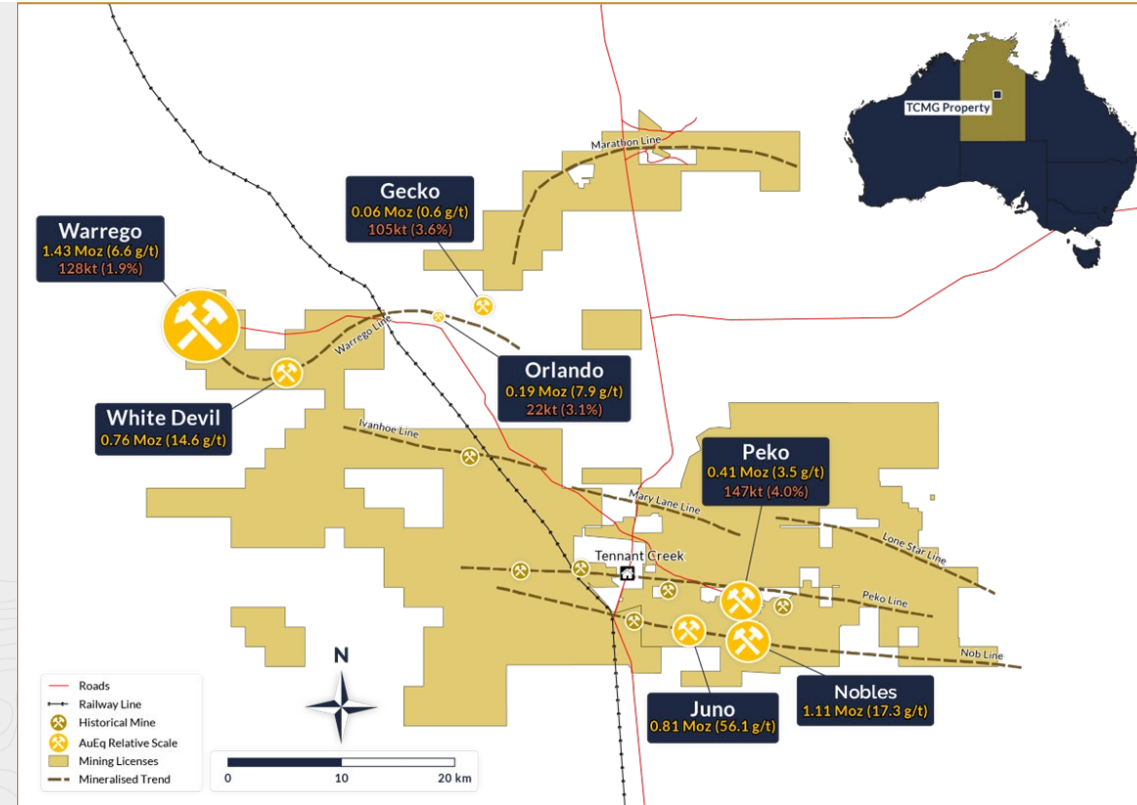 TCMG Property
Marathon Line
Gecko
0.06 Moz (0.6 g/t)
105kt (3.6%)
Warrego
1.43 Moz (6.6 g/t)
128kt (1.9%)
Warrego Line
Orlando
0.19 Moz (7.9 g/t)
22kt (3.1%)
White Devil
0.76 Moz (14.6 g/t)
Ivanhoe Line
Peko
0.41 Moz (3.5 g/t)
147kt (4.0%)
Mary Lane Line
Lone Star Line
Tennant Creek
Peko Line
Nob Line
Nobles
1.11 Moz (17.3 g/t)
Juno
0.81 Moz (56.1 g/t)
N
Roads
Railway Line
Historical Mine
AuEq Relative Scale
Mining Licenses
Mineralised Trend
0 10 20 km